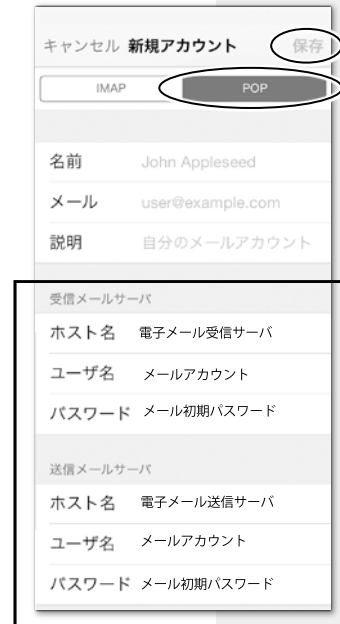 キャンセル 新規アカウント 保存
IMAP POP
名前 John Appleseed
メール user@example.com
説明 自分のメールアカウント
受信メールサーバ
ホスト名 電子メール受信サーバ
ユーザ名 メールアカウント
パスワード メール初期パスワード
送信メールサーバ
ホスト名 電子メール送信サーバ
ユーザ名 メールアカウント
パスワード メール初期パスワード